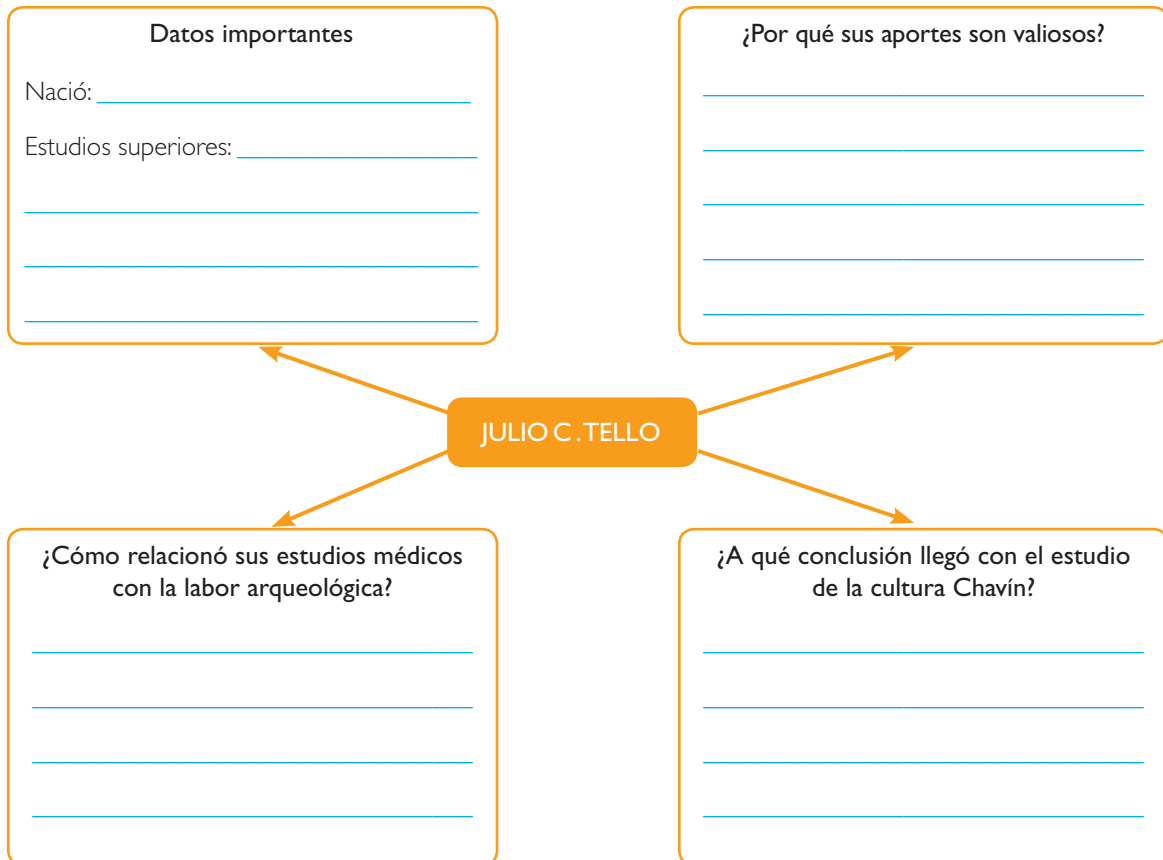 Datos importantes
Nació:
Estudios superiores:
¿Por qué sus aportes son valiosos?
JULIO C. TELLO
¿Cómo relacionó sus estudios médicos
con la labor arqueológica?
¿A qué conclusión llegó con el estudio
de la cultura Chavín?